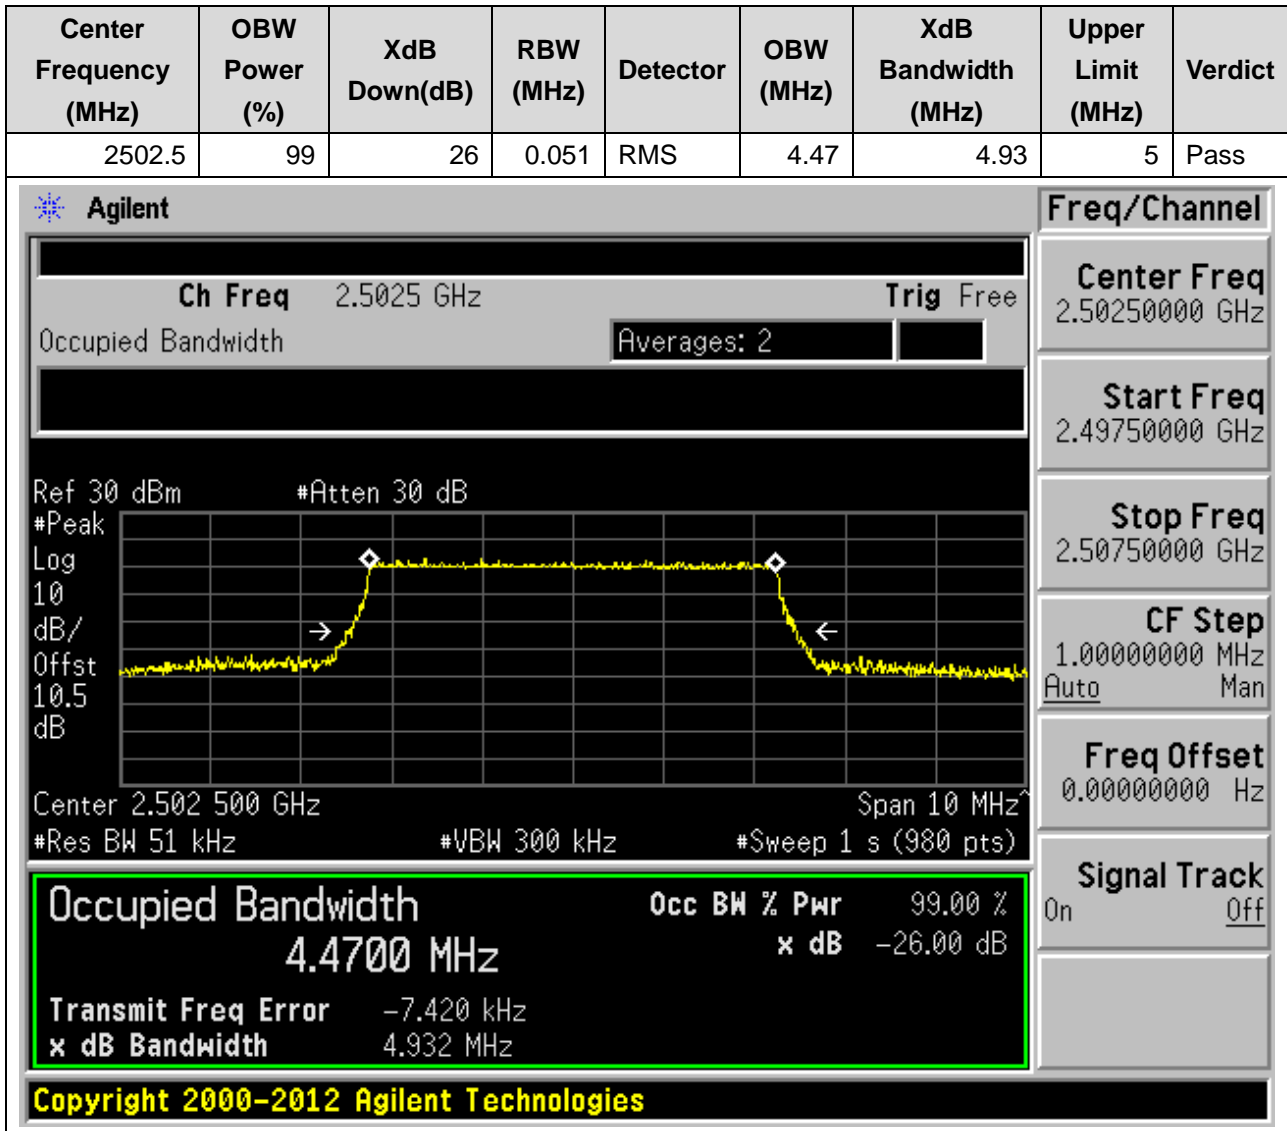 Center Frequency (MHz) OBW Power (%) XdB Down(dB) RBW (MHz) Detector OBW (MHz) XdB Bandwidth (MHz) Upper Limit (MHz) Verdict
2502.5 99 26 0.051 RMS 4.47 4.93 5 Pass
Agilent
Freq/Channel
Ch Freq 2.5025 GHz
Trig Free
Occupied Bandwidth
Averages: 2
Center Freq
2.50250000 GHz
Start Freq
2.49750000 GHz
Stop Freq
2.50750000 GHz
CF Step
1.00000000 MHz
Auto Man
Freq Offset
0.00000000 Hz
Signal Track
On Off
Ref 30 dBm #Atten 30 dB
#Peak
Log
10
dB/
Offst
10.5
dB
Center 2.502 500 GHz Span 10 MHz^
#Res BW 51 kHz #VBW 300 kHz #Sweep 1 s (980 pts)
Occupied Bandwidth
4.4700 MHz
Occ BW % Pwr 99.00 %
x dB -26.00 dB
Transmit Freq Error -7.420 kHz
x dB Bandwidth 4.932 MHz
Copyright 2000-2012 Agilent Technologies